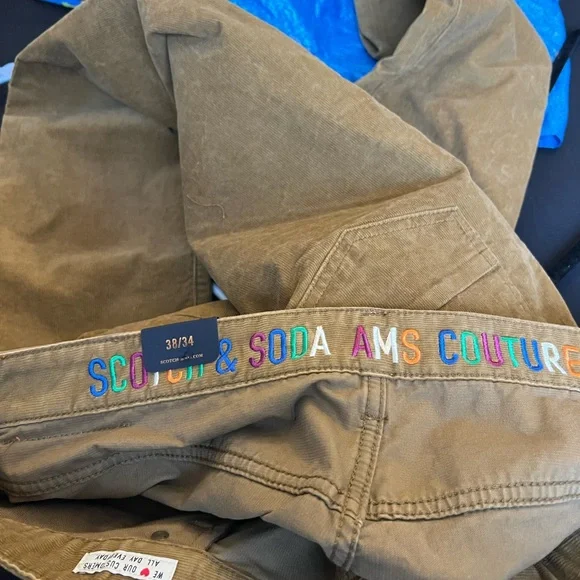 38/34
SCOTCH & SODA AMS COUTURE
WE ♥ OUR CUSTOMERS
ALL DAY EVERYDAY